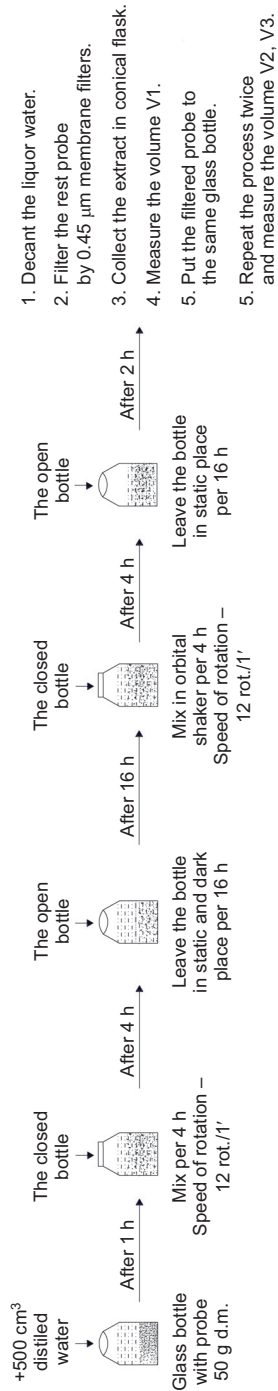 +500 cm³
distiled
water
Glass bottle
with probe
50 g d.m.
After 1 h
The closed
bottle
Mix per 4 h
Speed of rotation –
12 rot./1′
After 4 h
The open
bottle
Leave the bottle
in static and dark
place per 16 h
After 16 h
The closed
bottle
Mix in orbital
shaker per 4 h
Speed of rotation –
12 rot./1′
After 4 h
The open
bottle
Leave the bottle
in static place
per 16 h
After 2 h
1. Decant the liquor water.
2. Filter the rest probe
by 0.45 μm membrane filters.
3. Collect the extract in conical flask.
4. Measure the volume V1.
5. Put the filtered probe to
the same glass bottle.
5. Repeat the process twice
and measure the volume V2, V3.